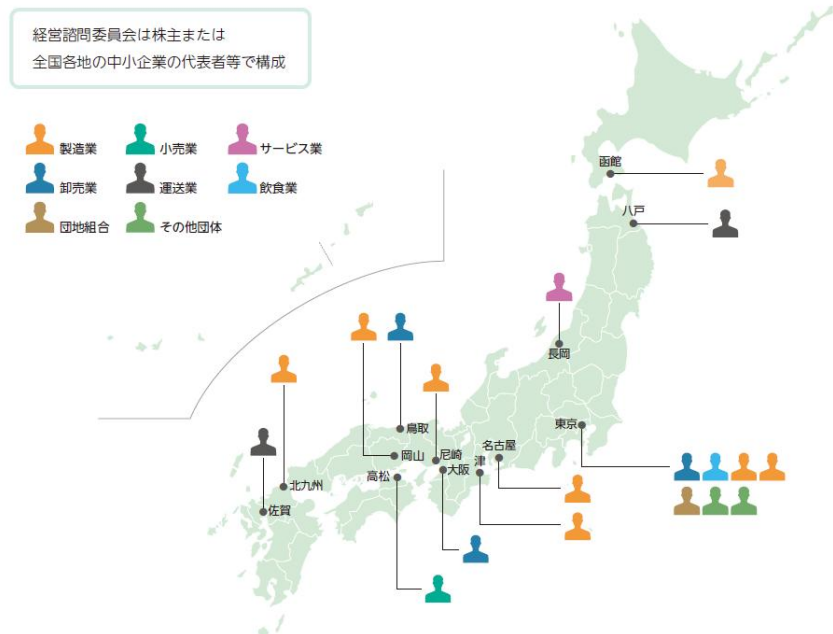 経営諮問委員会は株主または
全国各地の中小企業の代表者等で構成
製造業
小売業
サービス業
卸売業
運送業
飲食業
団地組合
その他団体
函館
八戸
長岡
東京
鳥取
岡山
尼崎
大阪
津
名古屋
高松
北九州
佐賀